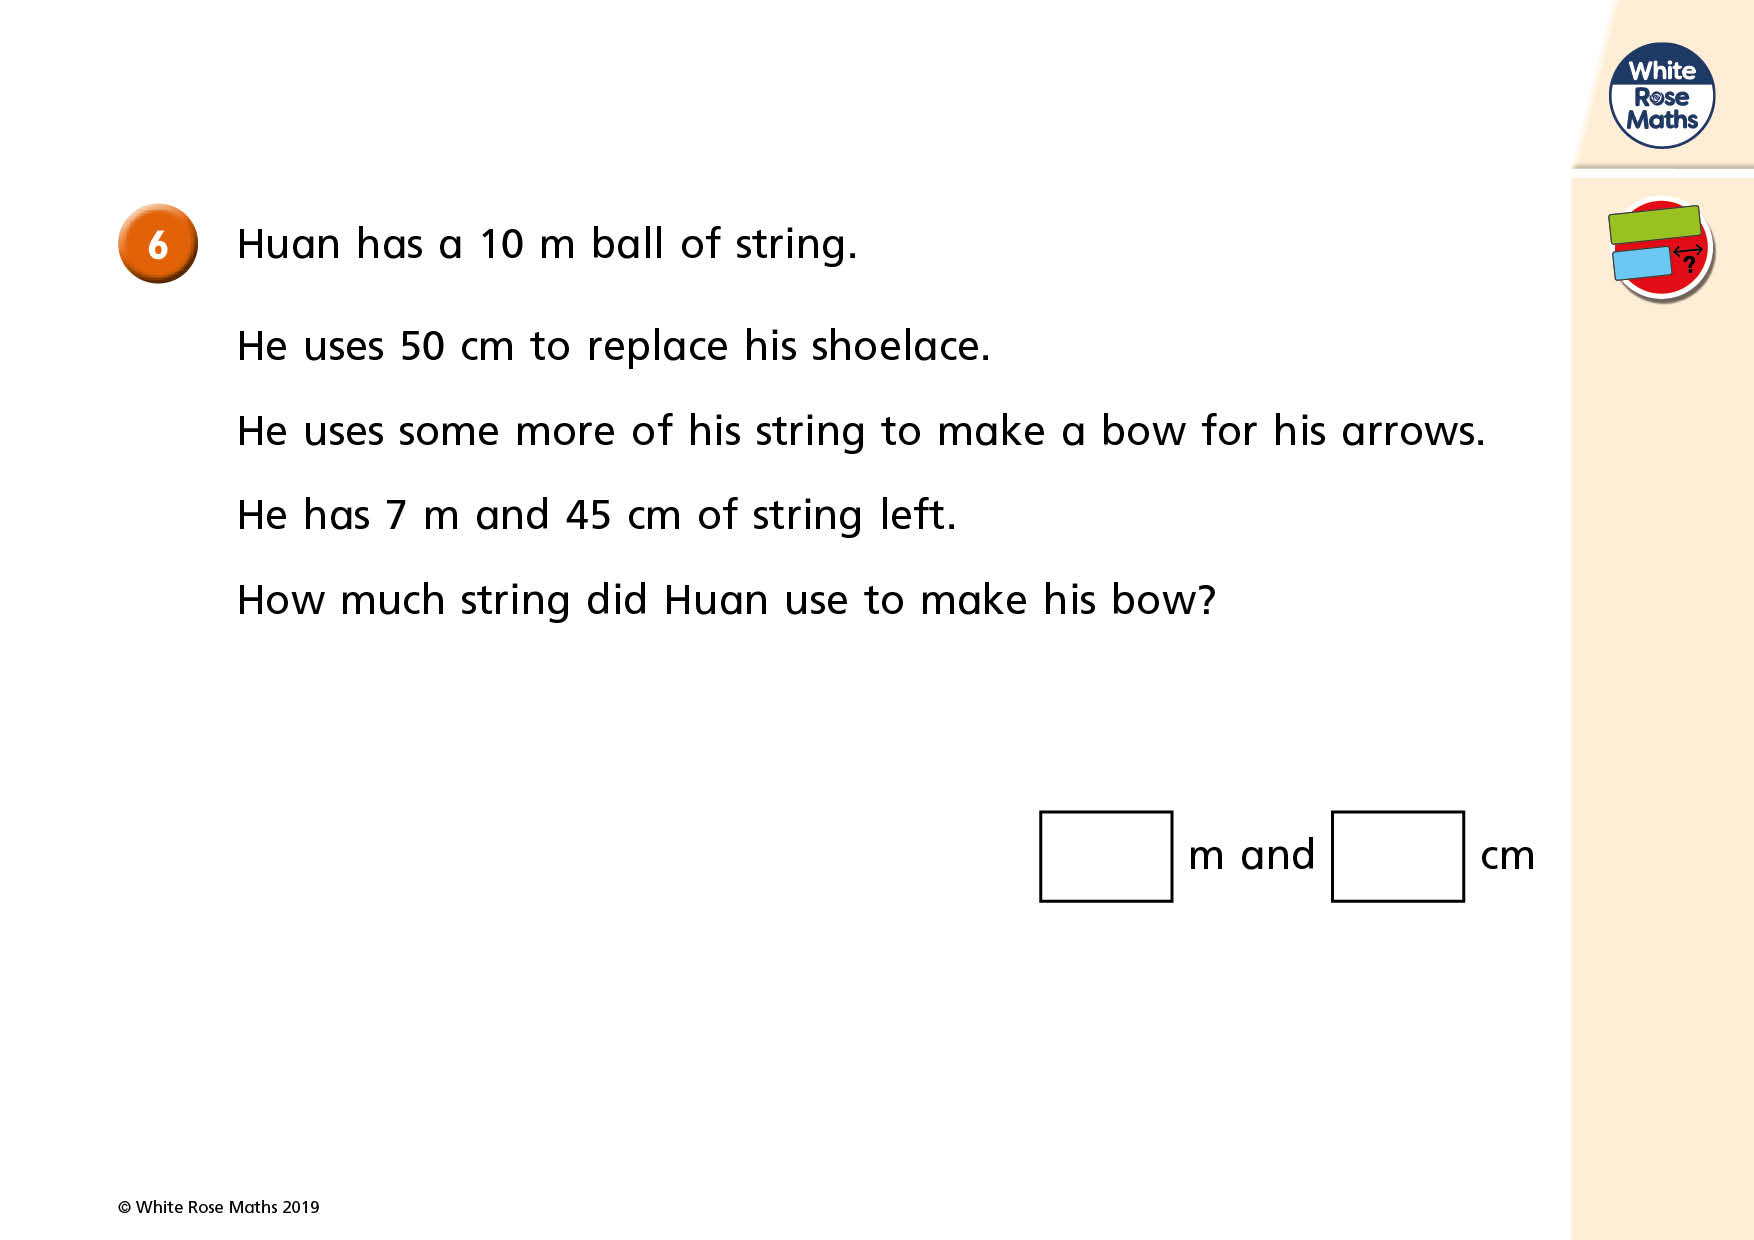 White
Rose
Maths
6 Huan has a 10 m ball of string.
?
He uses 50 cm to replace his shoelace.
He uses some more of his string to make a bow for his arrows.
He has 7 m and 45 cm of string left.
How much string did Huan use to make his bow?
m and cm
© White Rose Maths 2019